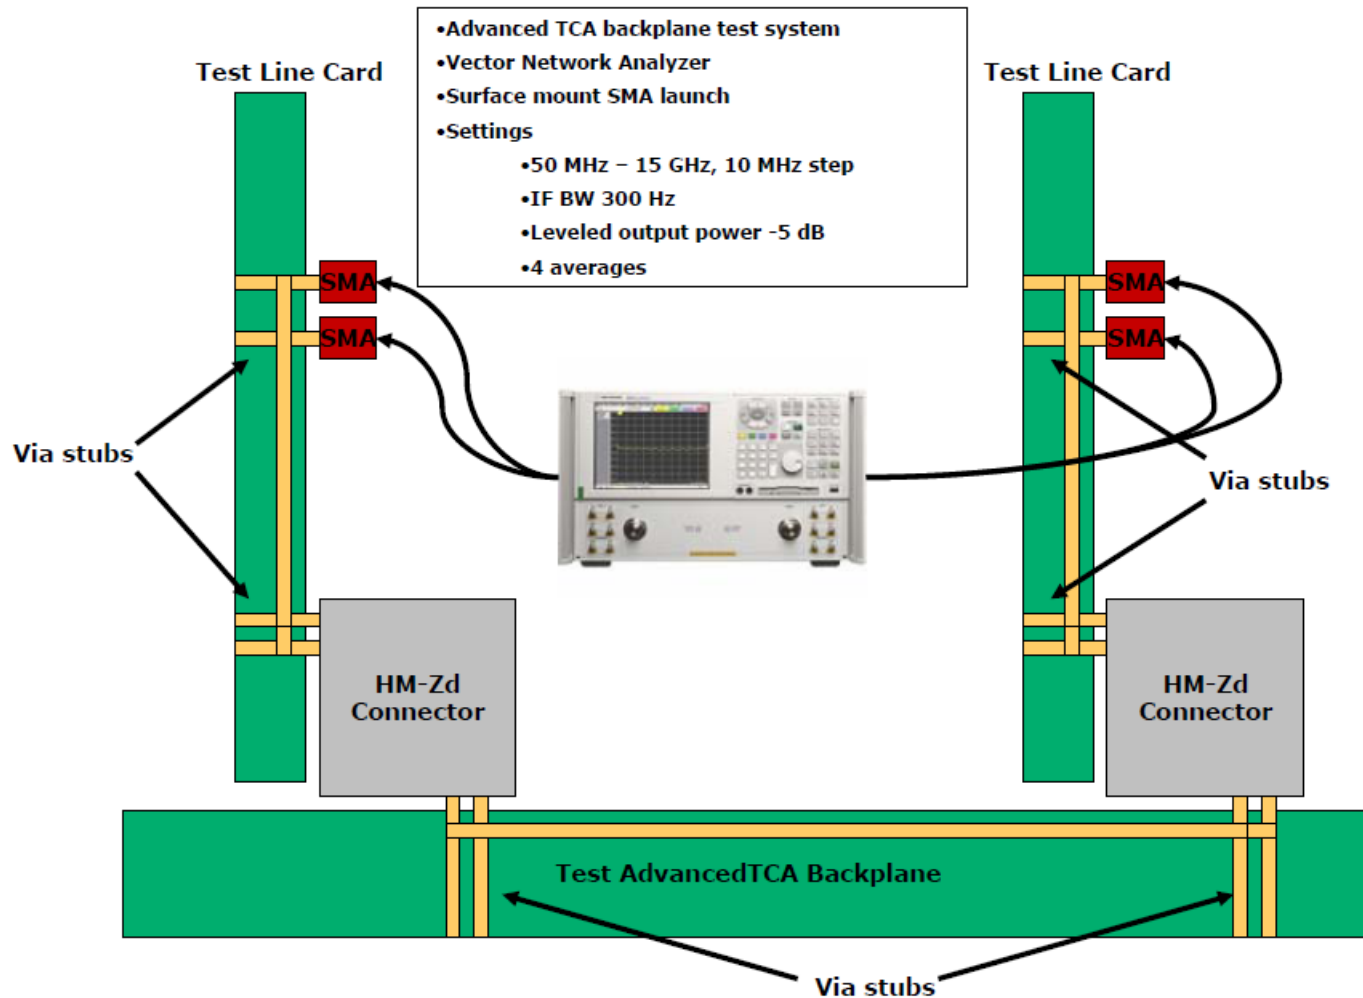 •Advanced TCA backplane test system
•Vector Network Analyzer
•Surface mount SMA launch
•Settings
•50 MHz – 15 GHz, 10 MHz step
•IF BW 300 Hz
•Leveled output power -5 dB
•4 averages
Test Line Card
Test Line Card
SMA
SMA
SMA
SMA
Via stubs
Via stubs
HM-Zd
Connector
HM-Zd
Connector
Test AdvancedTCA Backplane
Via stubs